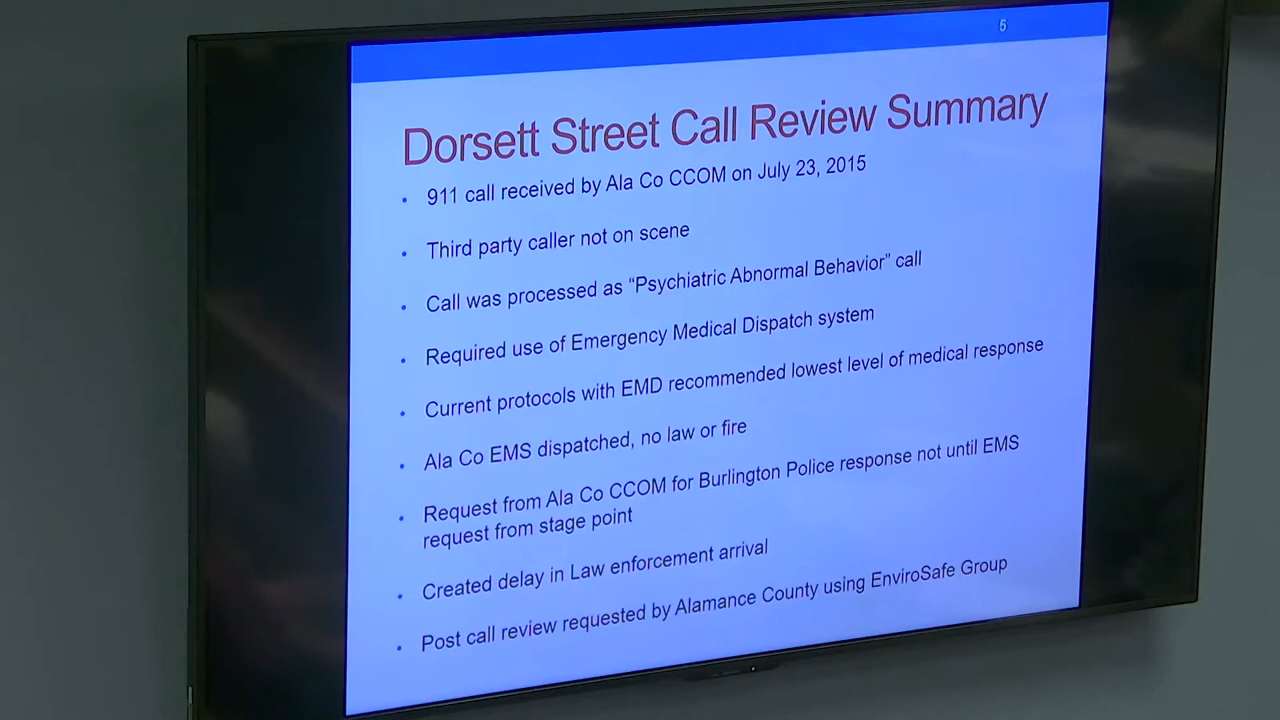 5
Dorsett Street Call Review Summary
• 911 call received by Ala Co CCOM on July 23, 2015
• Third party caller not on scene
• Call was processed as “Psychiatric Abnormal Behavior” call
• Required use of Emergency Medical Dispatch system
• Current protocols with EMD recommended lowest level of medical response
• Ala Co EMS dispatched, no law or fire
• Request from Ala Co CCOM for Burlington Police response not until EMS
request from stage point
• Created delay in Law enforcement arrival
• Post call review requested by Alamance County using EnviroSafe Group